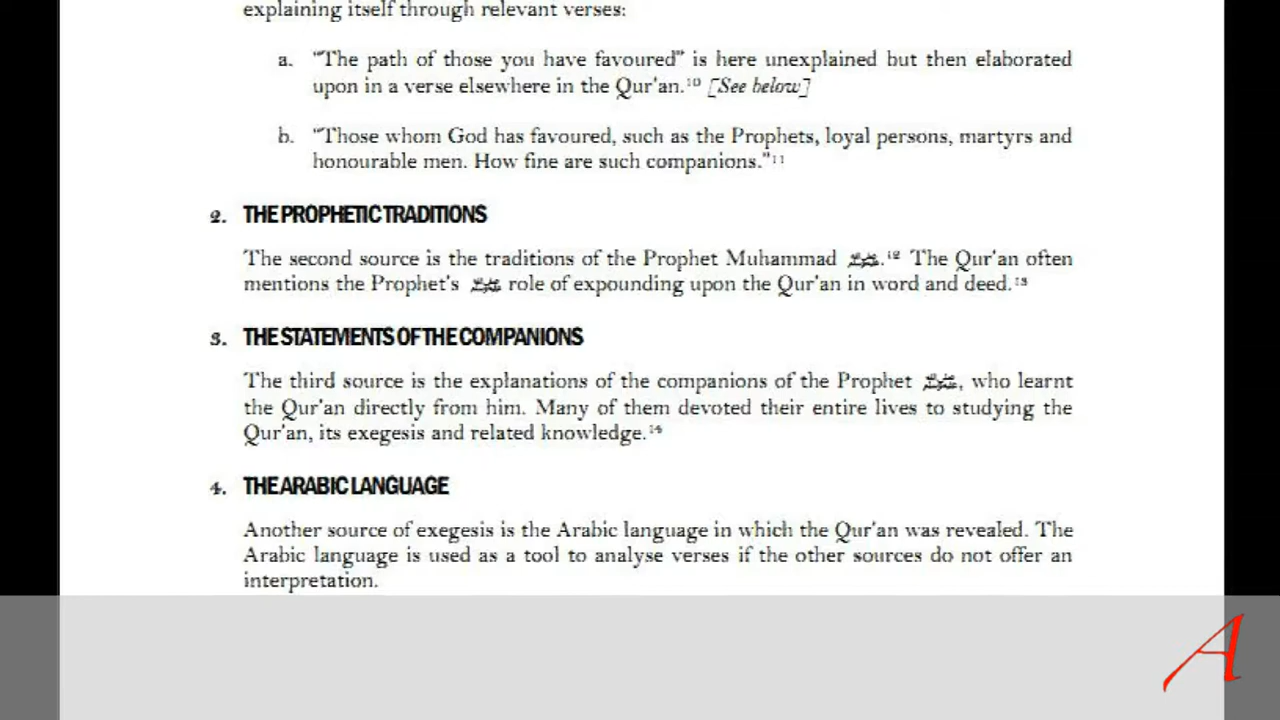 explaining itself through relevant verses:
a. "The path of those you have favoured" is here unexplained but then elaborated
upon in a verse elsewhere in the Qur'an.¹⁰ [See below]
b. "Those whom God has favoured, such as the Prophets, loyal persons, martyrs and
honourable men. How fine are such companions."¹¹
2. THE PROPHETIC TRADITIONS
The second source is the traditions of the Prophet Muhammad ﷺ.¹² The Qur'an often
mentions the Prophet's ﷺ role of expounding upon the Qur'an in word and deed.¹³
3. THE STATEMENTS OF THE COMPANIONS
The third source is the explanations of the companions of the Prophet ﷺ, who learnt
the Qur'an directly from him. Many of them devoted their entire lives to studying the
Qur'an, its exegesis and related knowledge.¹⁴
4. THE ARABIC LANGUAGE
Another source of exegesis is the Arabic language in which the Qur'an was revealed. The
Arabic language is used as a tool to analyse verses if the other sources do not offer an
interpretation.
A